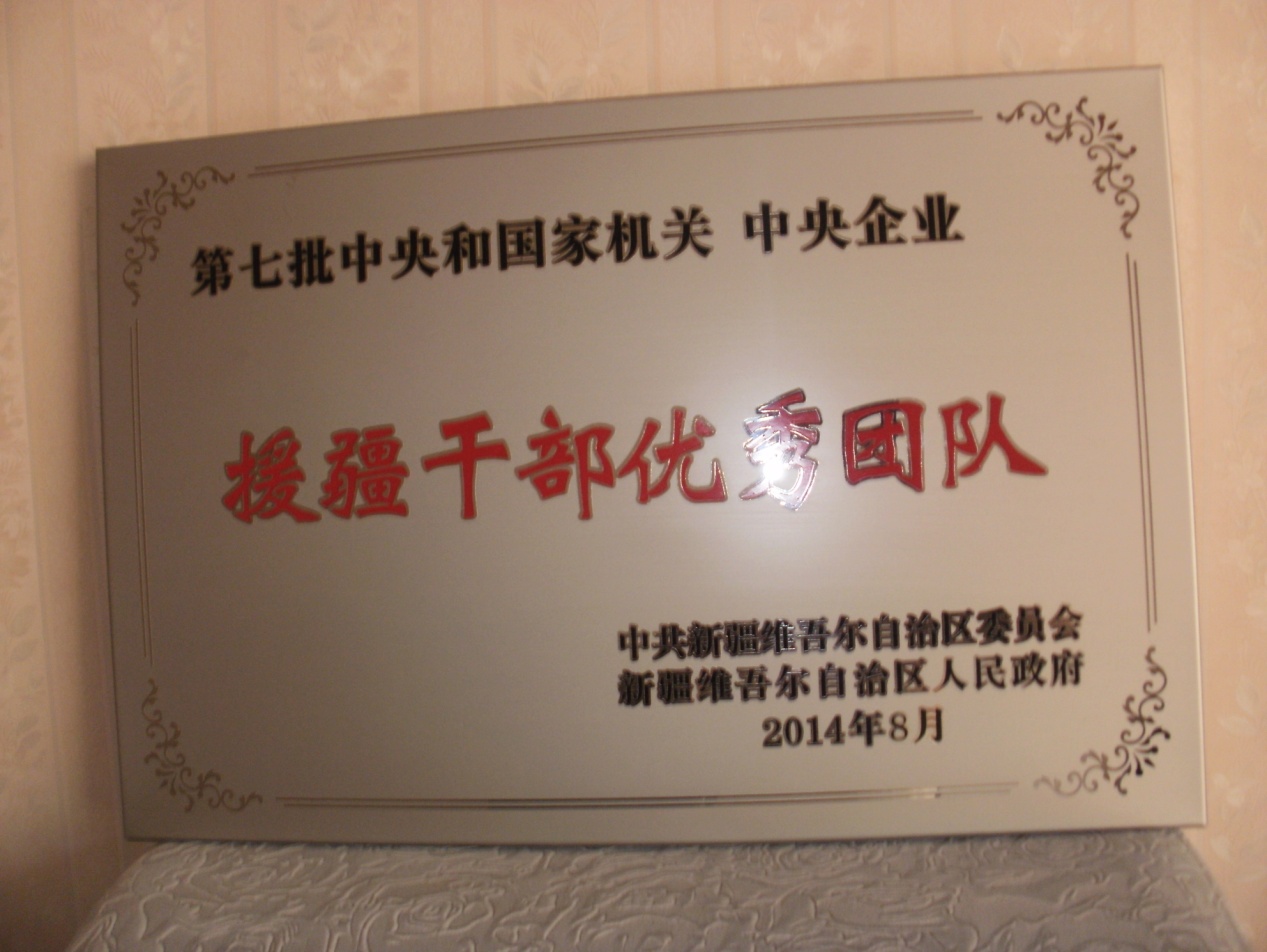 第七批中央和国家机关 中央企业
援疆干部优秀团队
中共新疆维吾尔自治区委员会
新疆维吾尔自治区人民政府
2014年8月